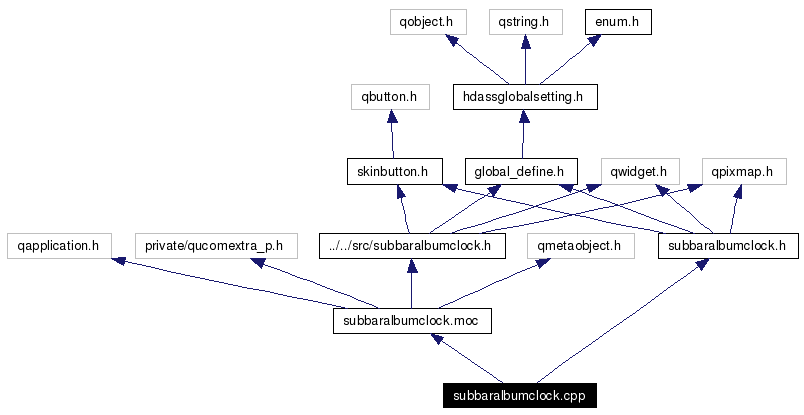 qobject.h
qstring.h
enum.h
qbutton.h
hdassglobalsetting.h
skinbutton.h
global_define.h
qwidget.h
qpixmap.h
qapplication.h
private/qucomextra_p.h
../../src/subbaralbumclock.h
qmetaobject.h
subbaralbumclock.h
subbaralbumclock.moc
subbaralbumclock.cpp